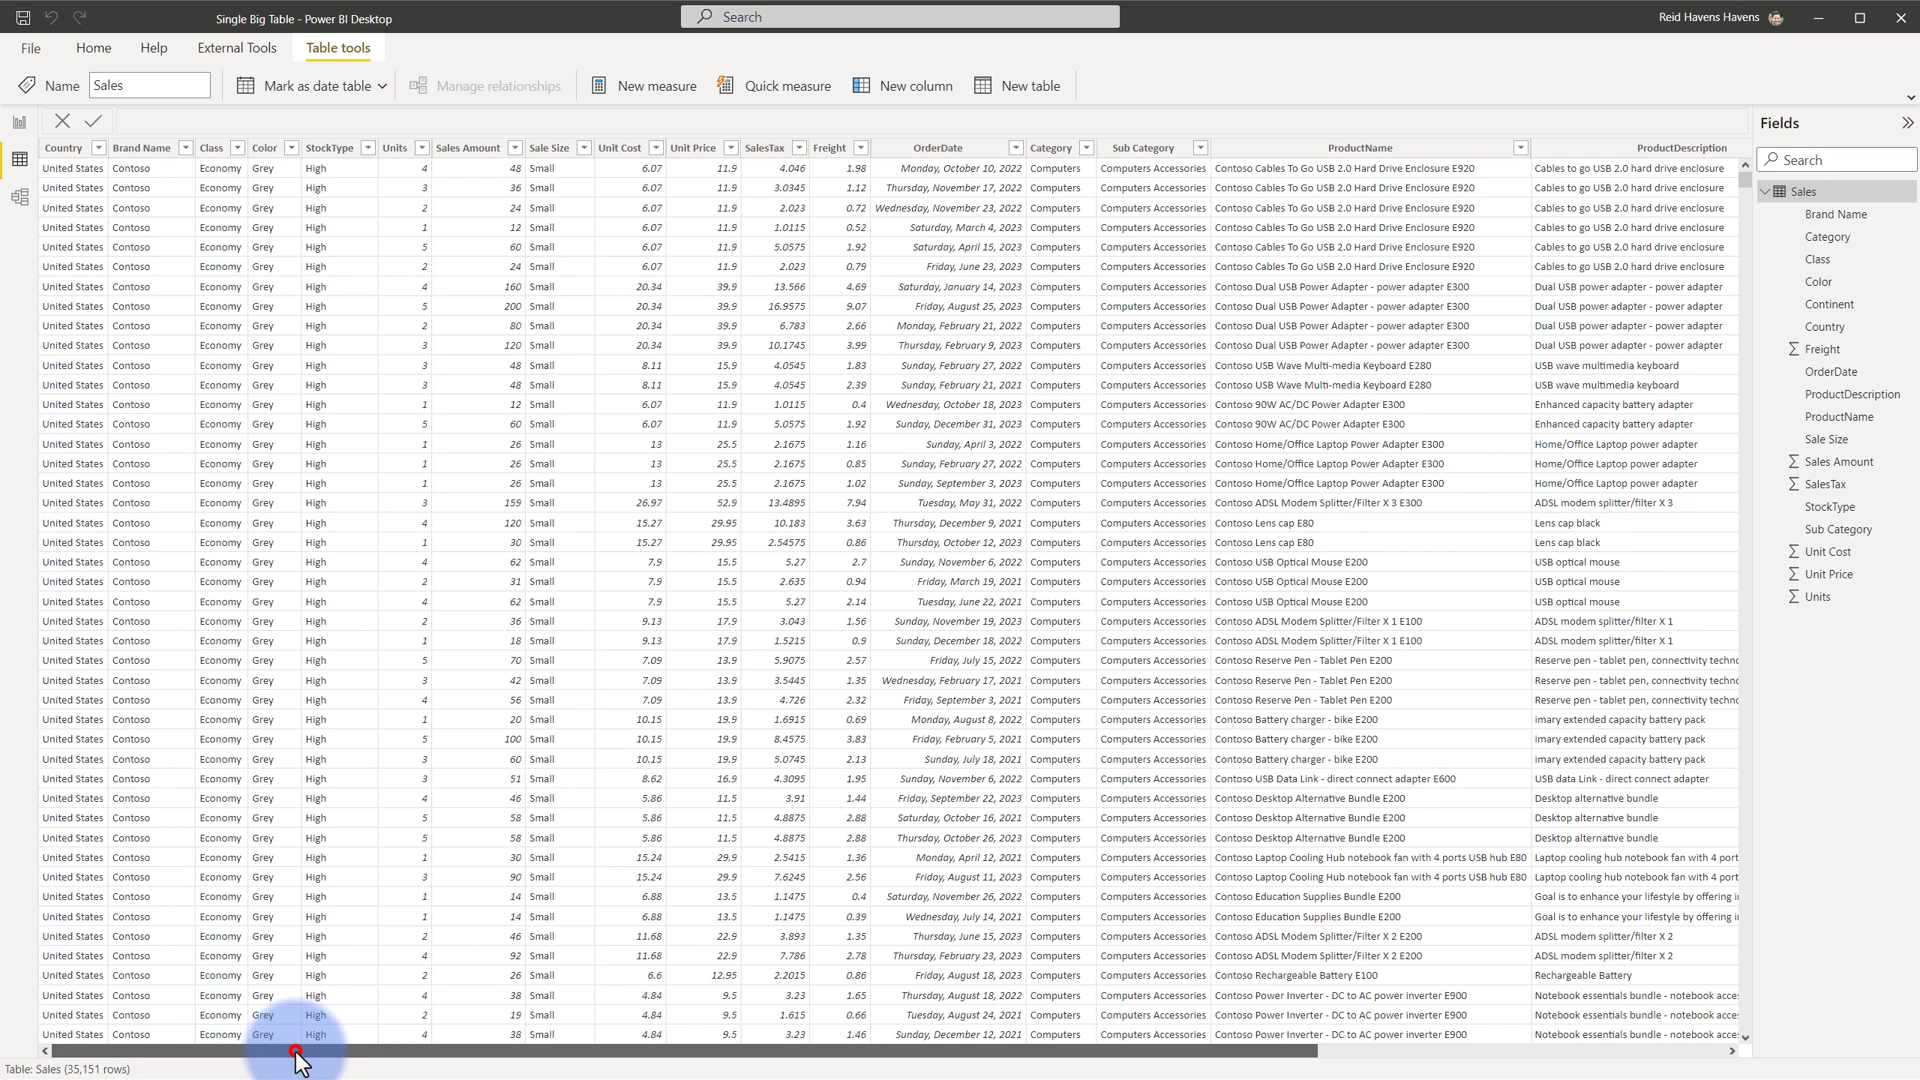 Single Big Table - Power BI Desktop
Search
Reid Havens Havens
File Home Help External Tools Table tools
Name Sales Mark as date table Manage relationships New measure Quick measure New column New table
Fields
Search
Country Brand Name Class Color StockType Units Sales Amount Sale Size Unit Cost Unit Price SalesTax Freight OrderDate Category Sub Category ProductName ProductDescription
United States Contoso Economy Grey High 4 48 Small 6.07 11.9 4.046 1.98 Monday, October 10, 2022 Computers Computers Accessories Contoso Cables To Go USB 2.0 Hard Drive Enclosure E920 Cables to go USB 2.0 hard drive enclosure
United States Contoso Economy Grey High 3 36 Small 6.07 11.9 3.0345 1.12 Thursday, November 17, 2022 Computers Computers Accessories Contoso Cables To Go USB 2.0 Hard Drive Enclosure E920 Cables to go USB 2.0 hard drive enclosure
United States Contoso Economy Grey High 2 24 Small 6.07 11.9 2.023 0.72 Wednesday, November 23, 2022 Computers Computers Accessories Contoso Cables To Go USB 2.0 Hard Drive Enclosure E920 Cables to go USB 2.0 hard drive enclosure
United States Contoso Economy Grey High 1 12 Small 6.07 11.9 1.0115 0.52 Saturday, March 4, 2023 Computers Computers Accessories Contoso Cables To Go USB 2.0 Hard Drive Enclosure E920 Cables to go USB 2.0 hard drive enclosure
United States Contoso Economy Grey High 5 60 Small 6.07 11.9 5.0575 1.92 Saturday, April 15, 2023 Computers Computers Accessories Contoso Cables To Go USB 2.0 Hard Drive Enclosure E920 Cables to go USB 2.0 hard drive enclosure
United States Contoso Economy Grey High 2 24 Small 6.07 11.9 2.023 0.79 Friday, June 23, 2023 Computers Computers Accessories Contoso Cables To Go USB 2.0 Hard Drive Enclosure E920 Cables to go USB 2.0 hard drive enclosure
United States Contoso Economy Grey High 4 160 Small 20.34 39.9 13.566 4.69 Saturday, January 14, 2023 Computers Computers Accessories Contoso Dual USB Power Adapter - power adapter E300 Dual USB power adapter - power adapter
United States Contoso Economy Grey High 5 200 Small 20.34 39.9 16.9575 9.07 Friday, August 25, 2023 Computers Computers Accessories Contoso Dual USB Power Adapter - power adapter E300 Dual USB power adapter - power adapter
United States Contoso Economy Grey High 2 80 Small 20.34 39.9 6.783 2.66 Monday, February 21, 2022 Computers Computers Accessories Contoso Dual USB Power Adapter - power adapter E300 Dual USB power adapter - power adapter
United States Contoso Economy Grey High 3 120 Small 20.34 39.9 10.1745 3.99 Thursday, February 9, 2023 Computers Computers Accessories Contoso Dual USB Power Adapter - power adapter E300 Dual USB power adapter - power adapter
United States Contoso Economy Grey High 3 48 Small 8.11 15.9 4.0545 1.83 Sunday, February 27, 2022 Computers Computers Accessories Contoso USB Wave Multi-media Keyboard E280 USB wave multimedia keyboard
United States Contoso Economy Grey High 3 48 Small 8.11 15.9 4.0545 2.39 Sunday, February 21, 2021 Computers Computers Accessories Contoso USB Wave Multi-media Keyboard E280 USB wave multimedia keyboard
United States Contoso Economy Grey High 1 12 Small 6.07 11.9 1.0115 0.4 Wednesday, October 18, 2023 Computers Computers Accessories Contoso 90W AC/DC Power Adapter E300 Enhanced capacity battery adapter
United States Contoso Economy Grey High 5 60 Small 6.07 11.9 5.0575 1.92 Sunday, December 31, 2023 Computers Computers Accessories Contoso 90W AC/DC Power Adapter E300 Enhanced capacity battery adapter
United States Contoso Economy Grey High 1 26 Small 13 25.5 2.1675 1.16 Sunday, April 3, 2022 Computers Computers Accessories Contoso Home/Office Laptop Power Adapter E300 Home/Office Laptop power adapter
United States Contoso Economy Grey High 1 26 Small 13 25.5 2.1675 0.85 Sunday, February 27, 2022 Computers Computers Accessories Contoso Home/Office Laptop Power Adapter E300 Home/Office Laptop power adapter
United States Contoso Economy Grey High 1 26 Small 13 25.5 2.1675 1.02 Sunday, September 3, 2023 Computers Computers Accessories Contoso Home/Office Laptop Power Adapter E300 Home/Office Laptop power adapter
United States Contoso Economy Grey High 3 159 Small 26.97 52.9 13.4895 7.94 Tuesday, May 31, 2022 Computers Computers Accessories Contoso ADSL Modem Splitter/Filter X 3 E300 ADSL modem splitter/filter X 3
United States Contoso Economy Grey High 4 120 Small 15.27 29.95 10.183 3.63 Thursday, December 9, 2021 Computers Computers Accessories Contoso Lens cap E80 Lens cap black
United States Contoso Economy Grey High 1 30 Small 15.27 29.95 2.54575 0.86 Thursday, October 12, 2023 Computers Computers Accessories Contoso Lens cap E80 Lens cap black
United States Contoso Economy Grey High 4 62 Small 7.9 15.5 5.27 2.7 Sunday, November 6, 2022 Computers Computers Accessories Contoso USB Optical Mouse E200 USB optical mouse
United States Contoso Economy Grey High 2 31 Small 7.9 15.5 2.635 0.94 Friday, March 19, 2021 Computers Computers Accessories Contoso USB Optical Mouse E200 USB optical mouse
United States Contoso Economy Grey High 4 62 Small 7.9 15.5 5.27 2.14 Tuesday, June 22, 2021 Computers Computers Accessories Contoso USB Optical Mouse E200 USB optical mouse
United States Contoso Economy Grey High 2 36 Small 9.13 17.9 3.043 1.56 Sunday, November 19, 2023 Computers Computers Accessories Contoso ADSL Modem Splitter/Filter X 1 E100 ADSL modem splitter/filter X 1
United States Contoso Economy Grey High 1 18 Small 9.13 17.9 1.5215 0.9 Sunday, December 18, 2022 Computers Computers Accessories Contoso ADSL Modem Splitter/Filter X 1 E100 ADSL modem splitter/filter X 1
United States Contoso Economy Grey High 5 70 Small 7.09 13.9 5.9075 2.57 Friday, July 15, 2022 Computers Computers Accessories Contoso Reserve Pen - Tablet Pen E200 Reserve pen - tablet pen, connectivity techno
United States Contoso Economy Grey High 3 42 Small 7.09 13.9 3.5445 1.35 Wednesday, February 17, 2021 Computers Computers Accessories Contoso Reserve Pen - Tablet Pen E200 Reserve pen - tablet pen, connectivity techno
United States Contoso Economy Grey High 4 56 Small 7.09 13.9 4.726 2.32 Friday, September 3, 2021 Computers Computers Accessories Contoso Reserve Pen - Tablet Pen E200 Reserve pen - tablet pen, connectivity techno
United States Contoso Economy Grey High 1 20 Small 10.15 19.9 1.6915 0.69 Monday, August 8, 2022 Computers Computers Accessories Contoso Battery charger - bike E200 imary extended capacity battery pack
United States Contoso Economy Grey High 5 100 Small 10.15 19.9 8.4575 3.83 Friday, February 5, 2021 Computers Computers Accessories Contoso Battery charger - bike E200 imary extended capacity battery pack
United States Contoso Economy Grey High 3 60 Small 10.15 19.9 5.0745 2.13 Sunday, July 18, 2021 Computers Computers Accessories Contoso Battery charger - bike E200 imary extended capacity battery pack
United States Contoso Economy Grey High 3 51 Small 8.62 16.9 4.3095 1.95 Sunday, November 6, 2022 Computers Computers Accessories Contoso USB Data Link - direct connect adapter E600 USB data Link - direct connect adapter
United States Contoso Economy Grey High 4 46 Small 5.86 11.5 3.91 1.44 Friday, September 22, 2023 Computers Computers Accessories Contoso Desktop Alternative Bundle E200 Desktop alternative bundle
United States Contoso Economy Grey High 5 58 Small 5.86 11.5 4.8875 2.88 Saturday, October 16, 2021 Computers Computers Accessories Contoso Desktop Alternative Bundle E200 Desktop alternative bundle
United States Contoso Economy Grey High 5 58 Small 5.86 11.5 4.8875 2.88 Thursday, October 26, 2023 Computers Computers Accessories Contoso Desktop Alternative Bundle E200 Desktop alternative bundle
United States Contoso Economy Grey High 1 30 Small 15.24 29.9 2.5415 1.36 Monday, April 12, 2021 Computers Computers Accessories Contoso Laptop Cooling Hub notebook fan with 4 ports USB hub E80 Laptop cooling hub notebook fan with 4 port
United States Contoso Economy Grey High 3 90 Small 15.24 29.9 7.6245 2.56 Friday, August 11, 2023 Computers Computers Accessories Contoso Laptop Cooling Hub notebook fan with 4 ports USB hub E80 Laptop cooling hub notebook fan with 4 port
United States Contoso Economy Grey High 1 14 Small 6.88 13.5 1.1475 0.4 Saturday, November 26, 2022 Computers Computers Accessories Contoso Education Supplies Bundle E200 Goal is to enhance your lifestyle by offering i
United States Contoso Economy Grey High 1 14 Small 6.88 13.5 1.1475 0.39 Wednesday, July 14, 2021 Computers Computers Accessories Contoso Education Supplies Bundle E200 Goal is to enhance your lifestyle by offering i
United States Contoso Economy Grey High 2 46 Small 11.68 22.9 3.893 1.35 Thursday, June 15, 2023 Computers Computers Accessories Contoso ADSL Modem Splitter/Filter X 2 E200 ADSL modem splitter/filter X 2
United States Contoso Economy Grey High 4 92 Small 11.68 22.9 7.786 2.78 Thursday, February 23, 2023 Computers Computers Accessories Contoso ADSL Modem Splitter/Filter X 2 E200 ADSL modem splitter/filter X 2
United States Contoso Economy Grey High 2 26 Small 6.6 12.95 2.2015 0.86 Friday, August 18, 2023 Computers Computers Accessories Contoso Rechargeable Battery E100 Rechargeable Battery
United States Contoso Economy Grey High 4 38 Small 4.84 9.5 3.23 1.65 Thursday, August 18, 2022 Computers Computers Accessories Contoso Power Inverter - DC to AC power inverter E900 Notebook essentials bundle - notebook acce
United States Contoso Economy Grey High 2 19 Small 4.84 9.5 1.615 0.66 Tuesday, August 24, 2021 Computers Computers Accessories Contoso Power Inverter - DC to AC power inverter E900 Notebook essentials bundle - notebook acce
United States Contoso Economy Grey High 4 38 Small 4.84 9.5 3.23 1.46 Sunday, December 12, 2021 Computers Computers Accessories Contoso Power Inverter - DC to AC power inverter E900 Notebook essentials bundle - notebook acce
Sales
Brand Name
Category
Class
Color
Continent
Country
Freight
OrderDate
ProductDescription
ProductName
Sale Size
Sales Amount
SalesTax
StockType
Sub Category
Unit Cost
Unit Price
Units
Table: Sales (35,151 rows)